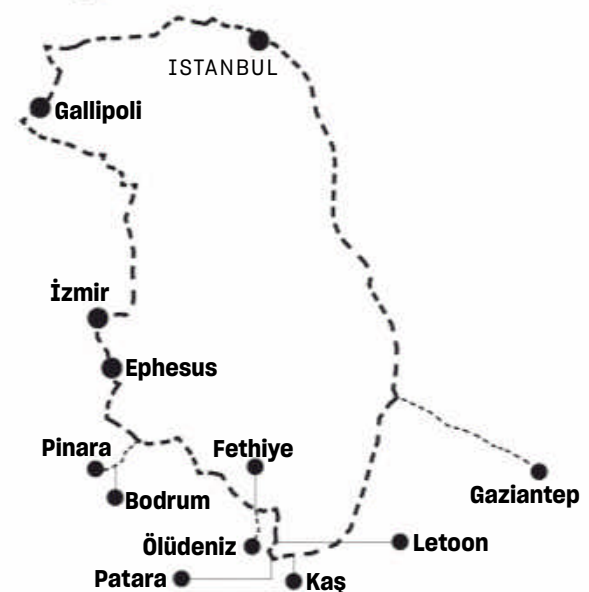 ISTANBUL
Gallipoli
İzmir
Ephesus
Pinara
Fethiye
Bodrum
Gaziantep
Ölüdeniz
Letoon
Patara
Kaş